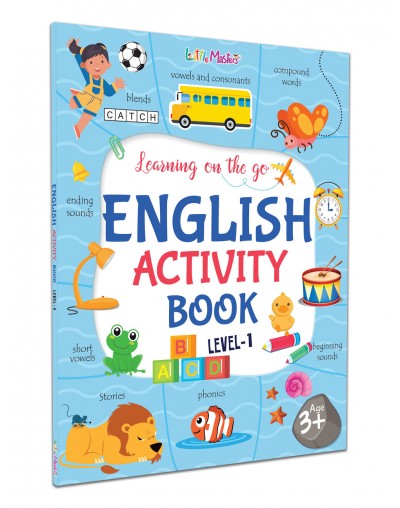 Little Masters
vowels and consonants
compound
words
blends
CATCH
Learning on the go
ending
sounds
ENGLISH
ACTIVITY
BOOK
LEVEL-1
short
vowels
B
A C D
beginning
sounds
Stories
phonics
Age
3+
ENGLISH ACTIVITY BOOK LEVEL-1